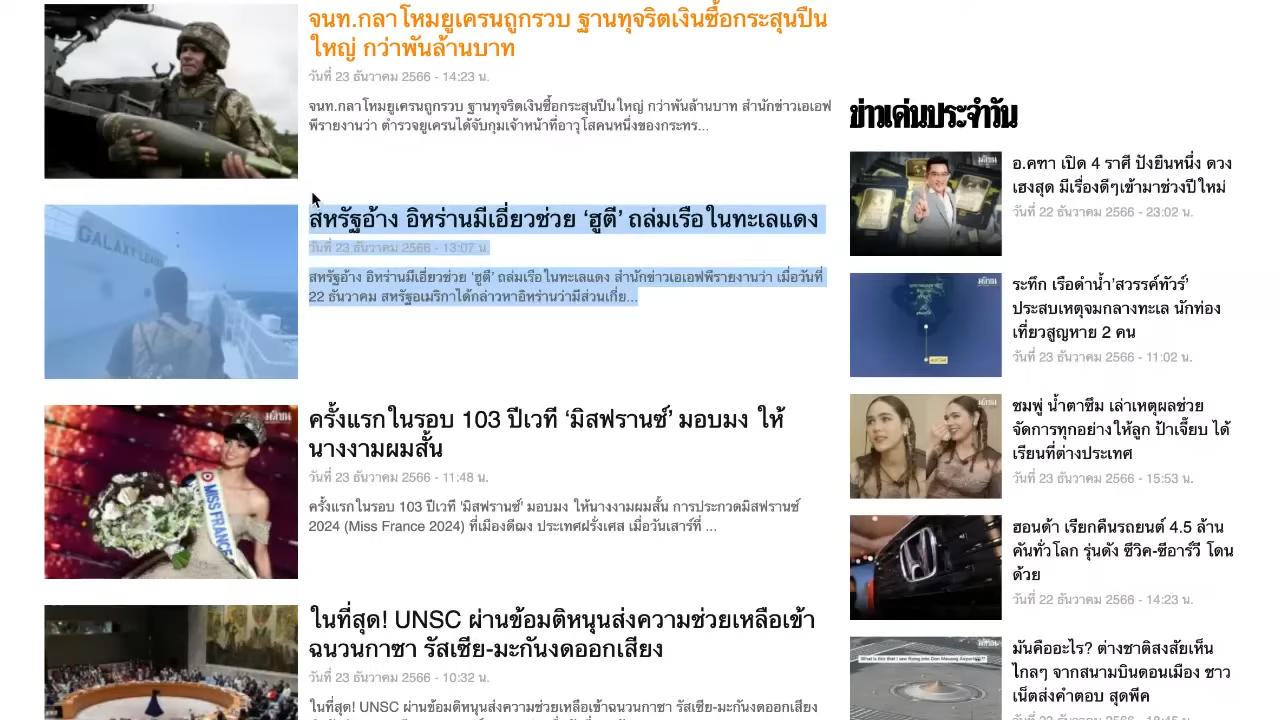 จนท.กลาโหมยูเครนถูกรวบ ฐานทุจริตเงินซื้อกระสุนปืน
ใหญ่ กว่าพันล้านบาท
วันที่ 23 ธันวาคม 2566 - 14:23 น.
จนท.กลาโหมยูเครนถูกรวบ ฐานทุจริตเงินซื้อกระสุนปืนใหญ่ กว่าพันล้านบาท สำนักข่าวเอเอฟ
พีรายงานว่า ตำรวจยูเครนได้จับกุมเจ้าหน้าที่อาวุโสคนหนึ่งของกระทร...
GALAXY LEADER
สหรัฐอ้าง อิหร่านมีเอี่ยวช่วย ‘ฮูตี’ ถล่มเรือในทะเลแดง
วันที่ 23 ธันวาคม 2566 - 13:07 น.
สหรัฐอ้าง อิหร่านมีเอี่ยวช่วย 'ฮูตี' ถล่มเรือในทะเลแดง สำนักข่าวเอเอฟพีรายงานว่า เมื่อวันที่
22 ธันวาคม สหรัฐอเมริกาได้กล่าวหาอิหร่านว่ามีส่วนเกี่ย...
มติชน
MISS FRANCE
ครั้งแรกในรอบ 103 ปีเวที ‘มิสฟรานซ์’ มอบมง ให้
นางงามผมสั้น
วันที่ 23 ธันวาคม 2566 - 11:48 น.
ครั้งแรกในรอบ 103 ปีเวที 'มิสฟรานซ์' มอบมง ให้นางงามผมสั้น การประกวดมิสฟรานซ์
2024 (Miss France 2024) ที่เมืองดีฌง ประเทศฝรั่งเศส เมื่อวันเสาร์ที่ ...
ในที่สุด! UNSC ผ่านข้อมติหนุนส่งความช่วยเหลือเข้า
ฉนวนกาซา รัสเซีย-มะกันงดออกเสียง
วันที่ 23 ธันวาคม 2566 - 10:32 น.
ในที่สุด! UNSC ผ่านข้อมติหนุนส่งความช่วยเหลือเข้าฉนวนกาซา รัสเซีย-มะกันงดออกเสียง
ข่าวเด่นประจำวัน
มติชน
อ.คฑา เปิด 4 ราศี ปังยืนหนึ่ง ดวง
เฮงสุด มีเรื่องดีๆเข้ามาช่วงปีใหม่
วันที่ 22 ธันวาคม 2566 - 23:02 น.
มติชน
ระทึก เรือดำน้ำ’สวรรค์ทัวร์’
ประสบเหตุจมกลางทะเล นักท่อง
เที่ยวสูญหาย 2 คน
วันที่ 23 ธันวาคม 2566 - 11:02 น.
มติชน
ชมพู่ น้ำตาซึม เล่าเหตุผลช่วย
จัดการทุกอย่างให้ลูก ป้าเจี๊ยบ ได้
เรียนที่ต่างประเทศ
วันที่ 23 ธันวาคม 2566 - 15:53 น.
ฮอนด้า เรียกคืนรถยนต์ 4.5 ล้าน
คันทั่วโลก รุ่นดัง ซีวิค-ซีอาร์วี โดน
ด้วย
วันที่ 22 ธันวาคม 2566 - 14:23 น.
มติชน
What is this that I saw flying into Don Mueang Airport???
มันคืออะไร? ต่างชาติสงสัยเห็น
ไกลๆ จากสนามบินดอนเมือง ชาว
เน็ตส่งคำตอบ สุดพีค